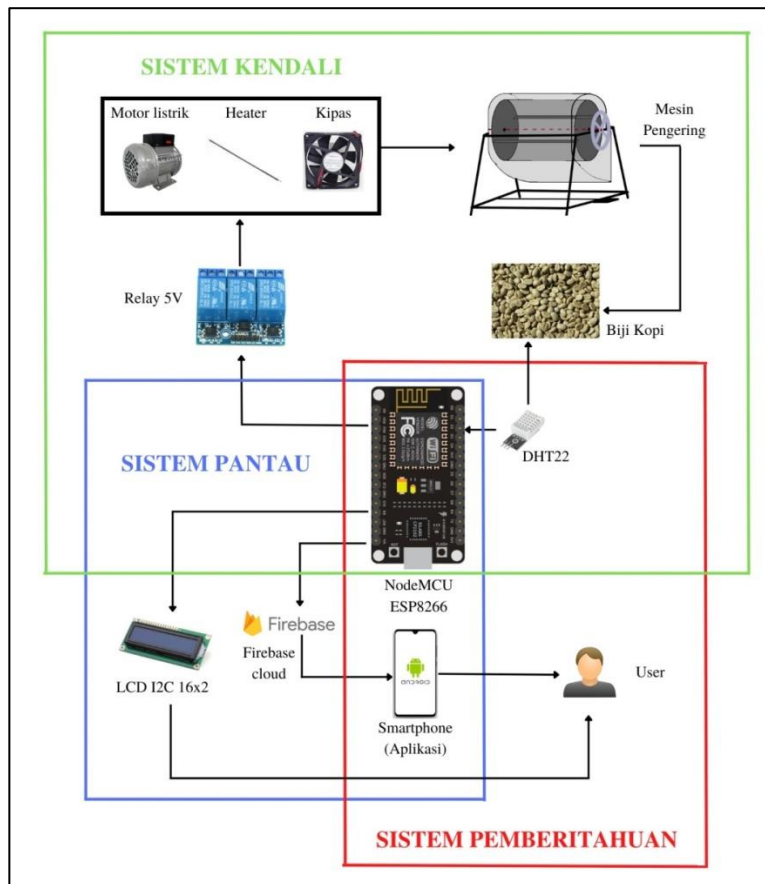 SISTEM KENDALI
Motor listrik
Heater
Kipas
Mesin
Pengering
Relay 5V
Biji Kopi
SISTEM PANTAU
DHT22
NodeMCU
ESP8266
Firebase
Firebase
cloud
LCD I2C 16x2
android
Smartphone
(Aplikasi)
User
SISTEM PEMBERITAHUAN